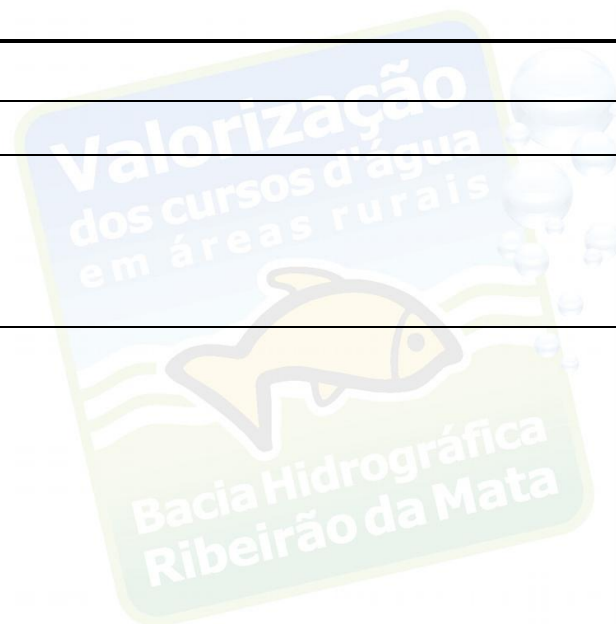 Valorização
dos cursos d'água
em áreas rurais
Bacia Hidrográfica
Ribeirão da Mata